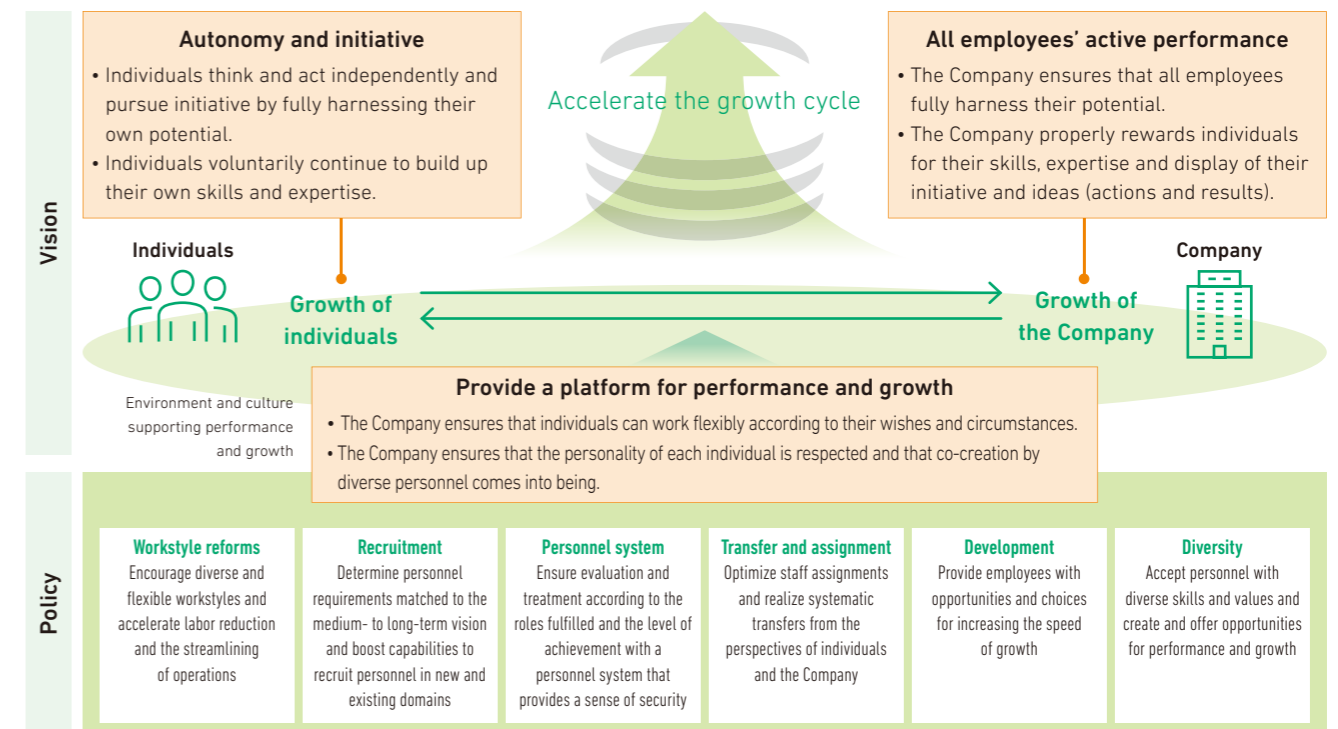 Vision
Autonomy and initiative
• Individuals think and act independently and
pursue initiative by fully harnessing their
own potential.
• Individuals voluntarily continue to build up
their own skills and expertise.
Accelerate the growth cycle
All employees’ active performance
• The Company ensures that all employees
fully harness their potential.
• The Company properly rewards individuals
for their skills, expertise and display of their
initiative and ideas (actions and results).
Individuals
Growth of
individuals
Growth of
the Company
Company
Environment and culture
supporting performance
and growth
Provide a platform for performance and growth
• The Company ensures that individuals can work flexibly according to their wishes and circumstances.
• The Company ensures that the personality of each individual is respected and that co-creation by
diverse personnel comes into being.
Policy
Workstyle reforms
Encourage diverse and
flexible workstyles and
accelerate labor reduction
and the streamlining
of operations
Recruitment
Determine personnel
requirements matched to the
medium- to long-term vision
and boost capabilities to
recruit personnel in new and
existing domains
Personnel system
Ensure evaluation and
treatment according to the
roles fulfilled and the level of
achievement with a
personnel system that
provides a sense of security
Transfer and assignment
Optimize staff assignments
and realize systematic
transfers from the
perspectives of individuals
and the Company
Development
Provide employees with
opportunities and choices
for increasing the speed
of growth
Diversity
Accept personnel with
diverse skills and values and
create and offer opportunities
for performance and growth